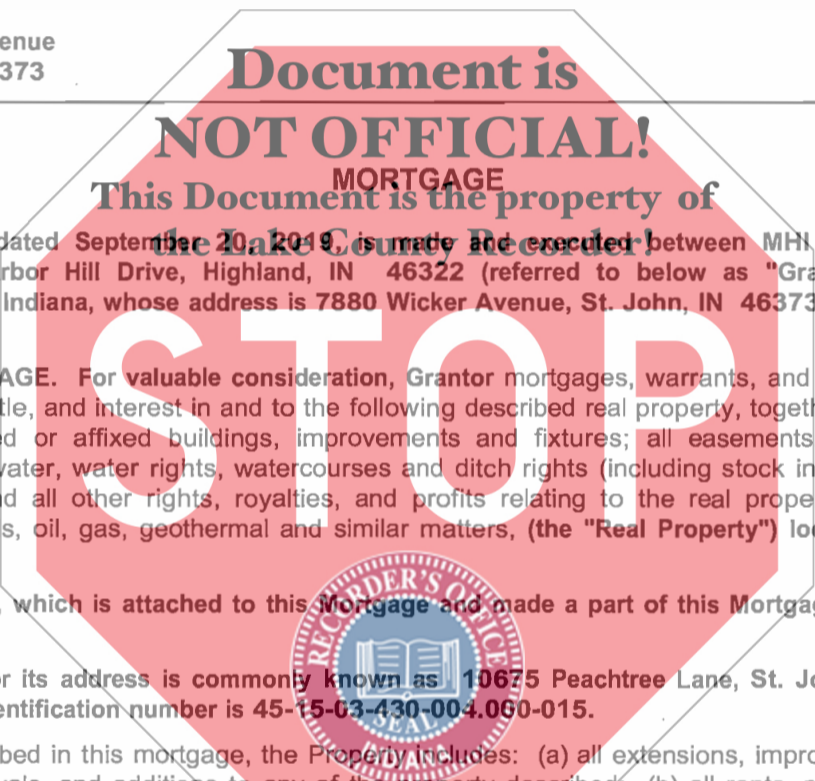 enue
373
Document is
NOT OFFICIAL!
MORTGAGE
This Document is the property of
the Lake County Recorder!
dated September 20, 2019, is made and executed between MHI
rbor Hill Drive, Highland, IN 46322 (referred to below as "Gra
Indiana, whose address is 7880 Wicker Avenue, St. John, IN 46373
STOP
AGE. For valuable consideration, Grantor mortgages, warrants, and
tle, and interest in and to the following described real property, togeth
ed or affixed buildings, improvements and fixtures; all easements
vater, water rights, watercourses and ditch rights (including stock in
nd all other rights, royalties, and profits relating to the real prope
s, oil, gas, geothermal and similar matters, (the "Real Property") lo
, which is attached to this Mortgage and made a part of this Mortga
RECORDER'S OFFICE
SEAL
INDIANA
or its address is commonly known as 10675 Peachtree Lane, St. Jo
entification number is 45-15-03-430-004.000-015.
bed in this mortgage, the Property includes: (a) all extensions, impro